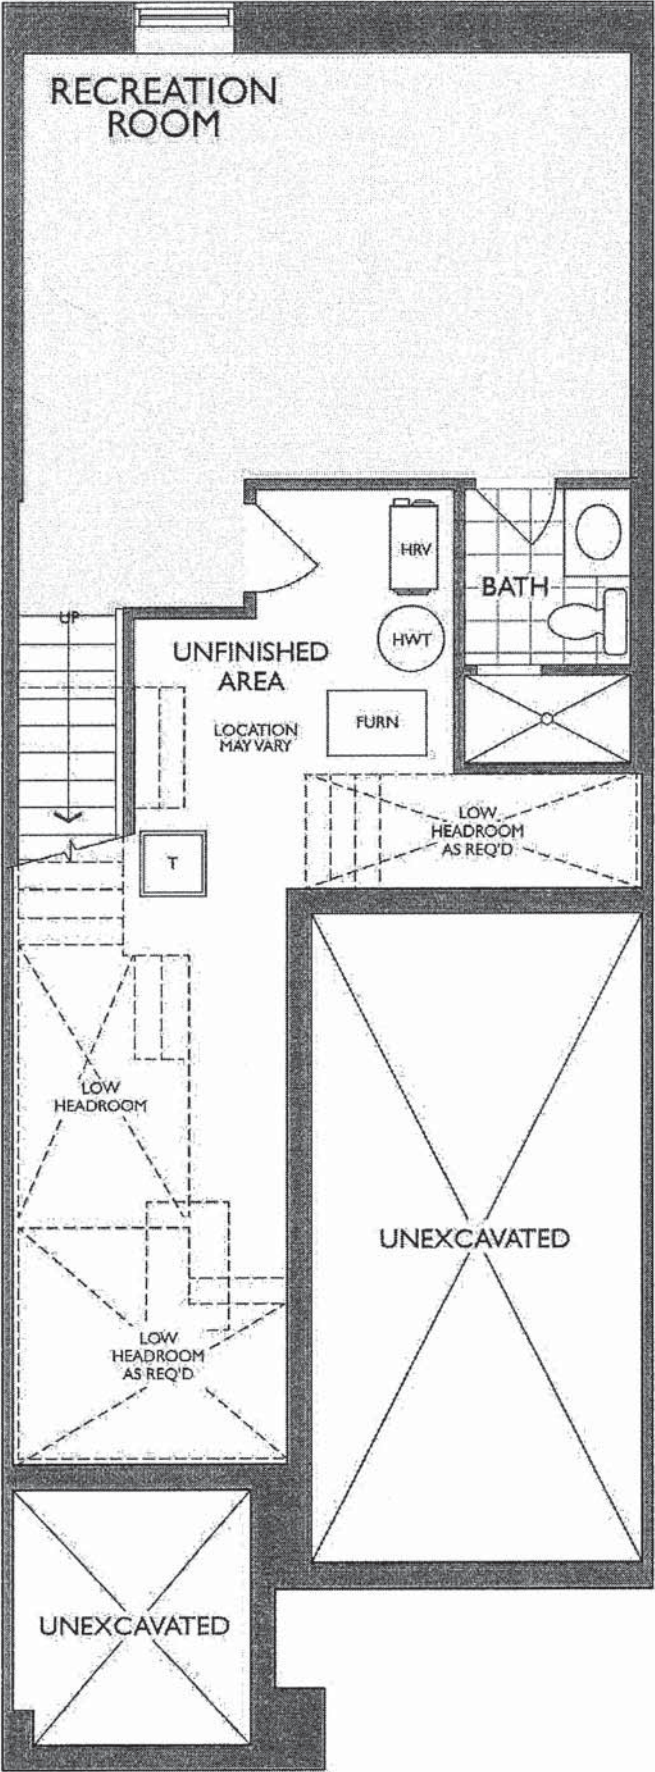 RECREATION
ROOM
HRV
BATH
UP
HWT
UNFINISHED
AREA
LOCATION
MAY VARY
FURN
LOW
HEADROOM
AS REQ'D
T
LOW
HEADROOM
UNEXCAVATED
LOW
HEADROOM
AS REQ'D
UNEXCAVATED